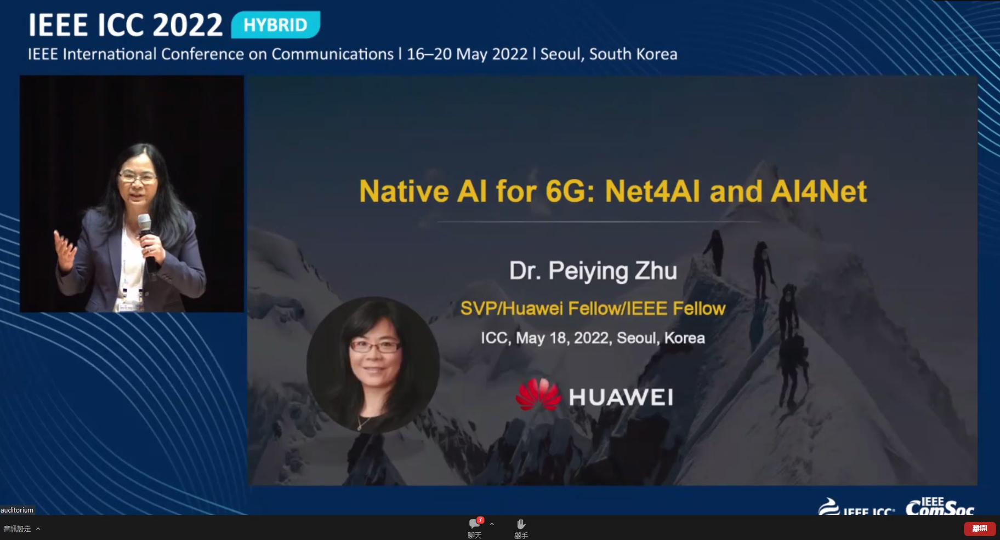 IEEE ICC 2022 HYBRID
IEEE International Conference on Communications | 16–20 May 2022 | Seoul, South Korea
Native AI for 6G: Net4AI and AI4Net
Dr. Peiying Zhu
SVP/Huawei Fellow/IEEE Fellow
ICC, May 18, 2022, Seoul, Korea
HUAWEI
IEEE ICC®
IEEE
ComSoc
auditorium
音訊設定
7
聊天
舉手
離開